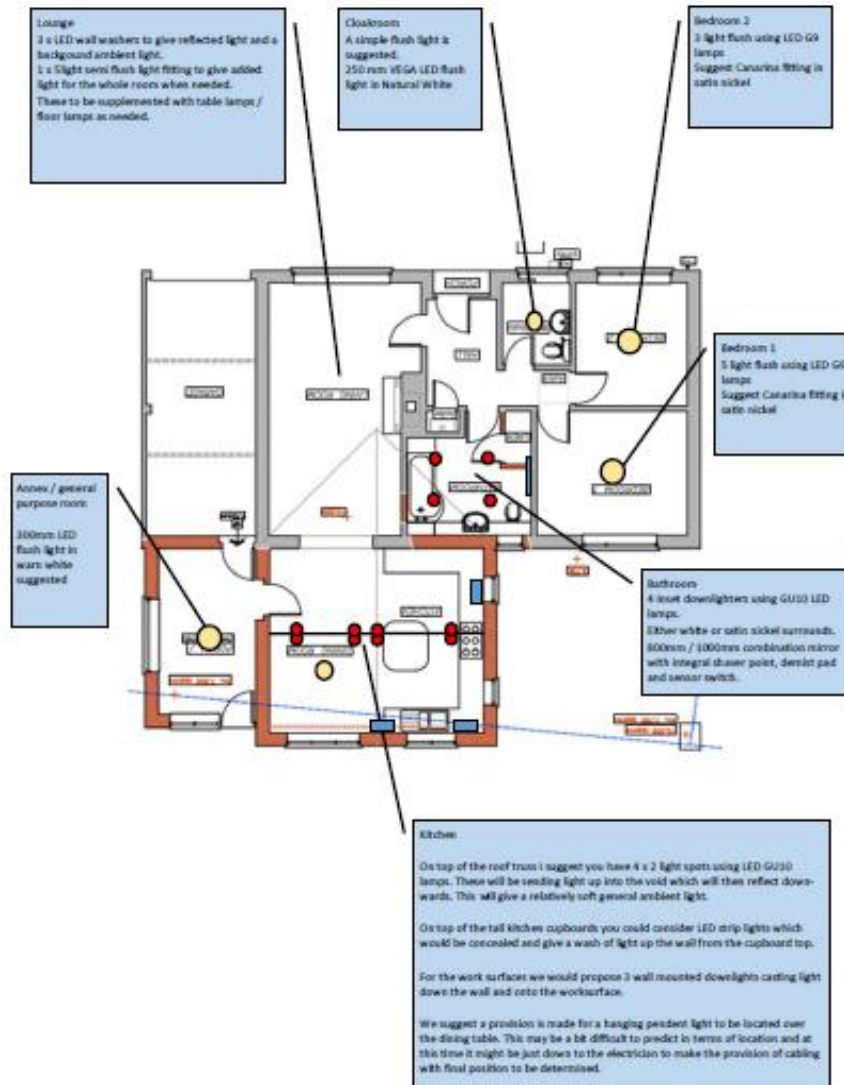 Lounge
3 x LED wall washers to give reflected light and a
backgound ambient light.
1 x 5light semi flush light fitting to give added
light for the whole room when needed.
These to be supplemented with table lamps /
floor lamps as needed.
Cloakroom
A simple flush light is
suggested.
250 mm VEGA LED flush
light in Natural White
Bedroom 2
3 light flush using LED G9
lamps
Suggest Canarina fitting in
satin nickel
Bedroom 1
5 light flush using LED G9
lamps
Suggest Canarina fitting
satin nickel
Annex / general
purpose room
300mm LED
flush light in
warm white
suggested
Bathroom
4 inset downlighters using GU10 LED
lamps.
Either white or satin nickel surrounds.
800mm / 1000mm combination mirror
with integral shaver point, demist pad
and sensor switch.
Kitchen
On top of the roof truss I suggest you have 4 x 2 light spots using LED GU10
lamps. These will be sending light up into the void which will then reflect down-
wards. This will give a relatively soft general ambient light.
On top of the tall kitchen cupboards you could consider LED strip lights which
would be concealed and give a wash of light up the wall from the cupboard top.
For the work surfaces we would propose 3 wall mounted downlights casting light
down the wall and onto the worksurface.
We suggest a provision is made for a hanging pendent light to be located over
the dining table. This may be a bit difficult to predict in terms of location and at
this time it might be just down to the electrician to make the provision of cabling
with final position to be determined.